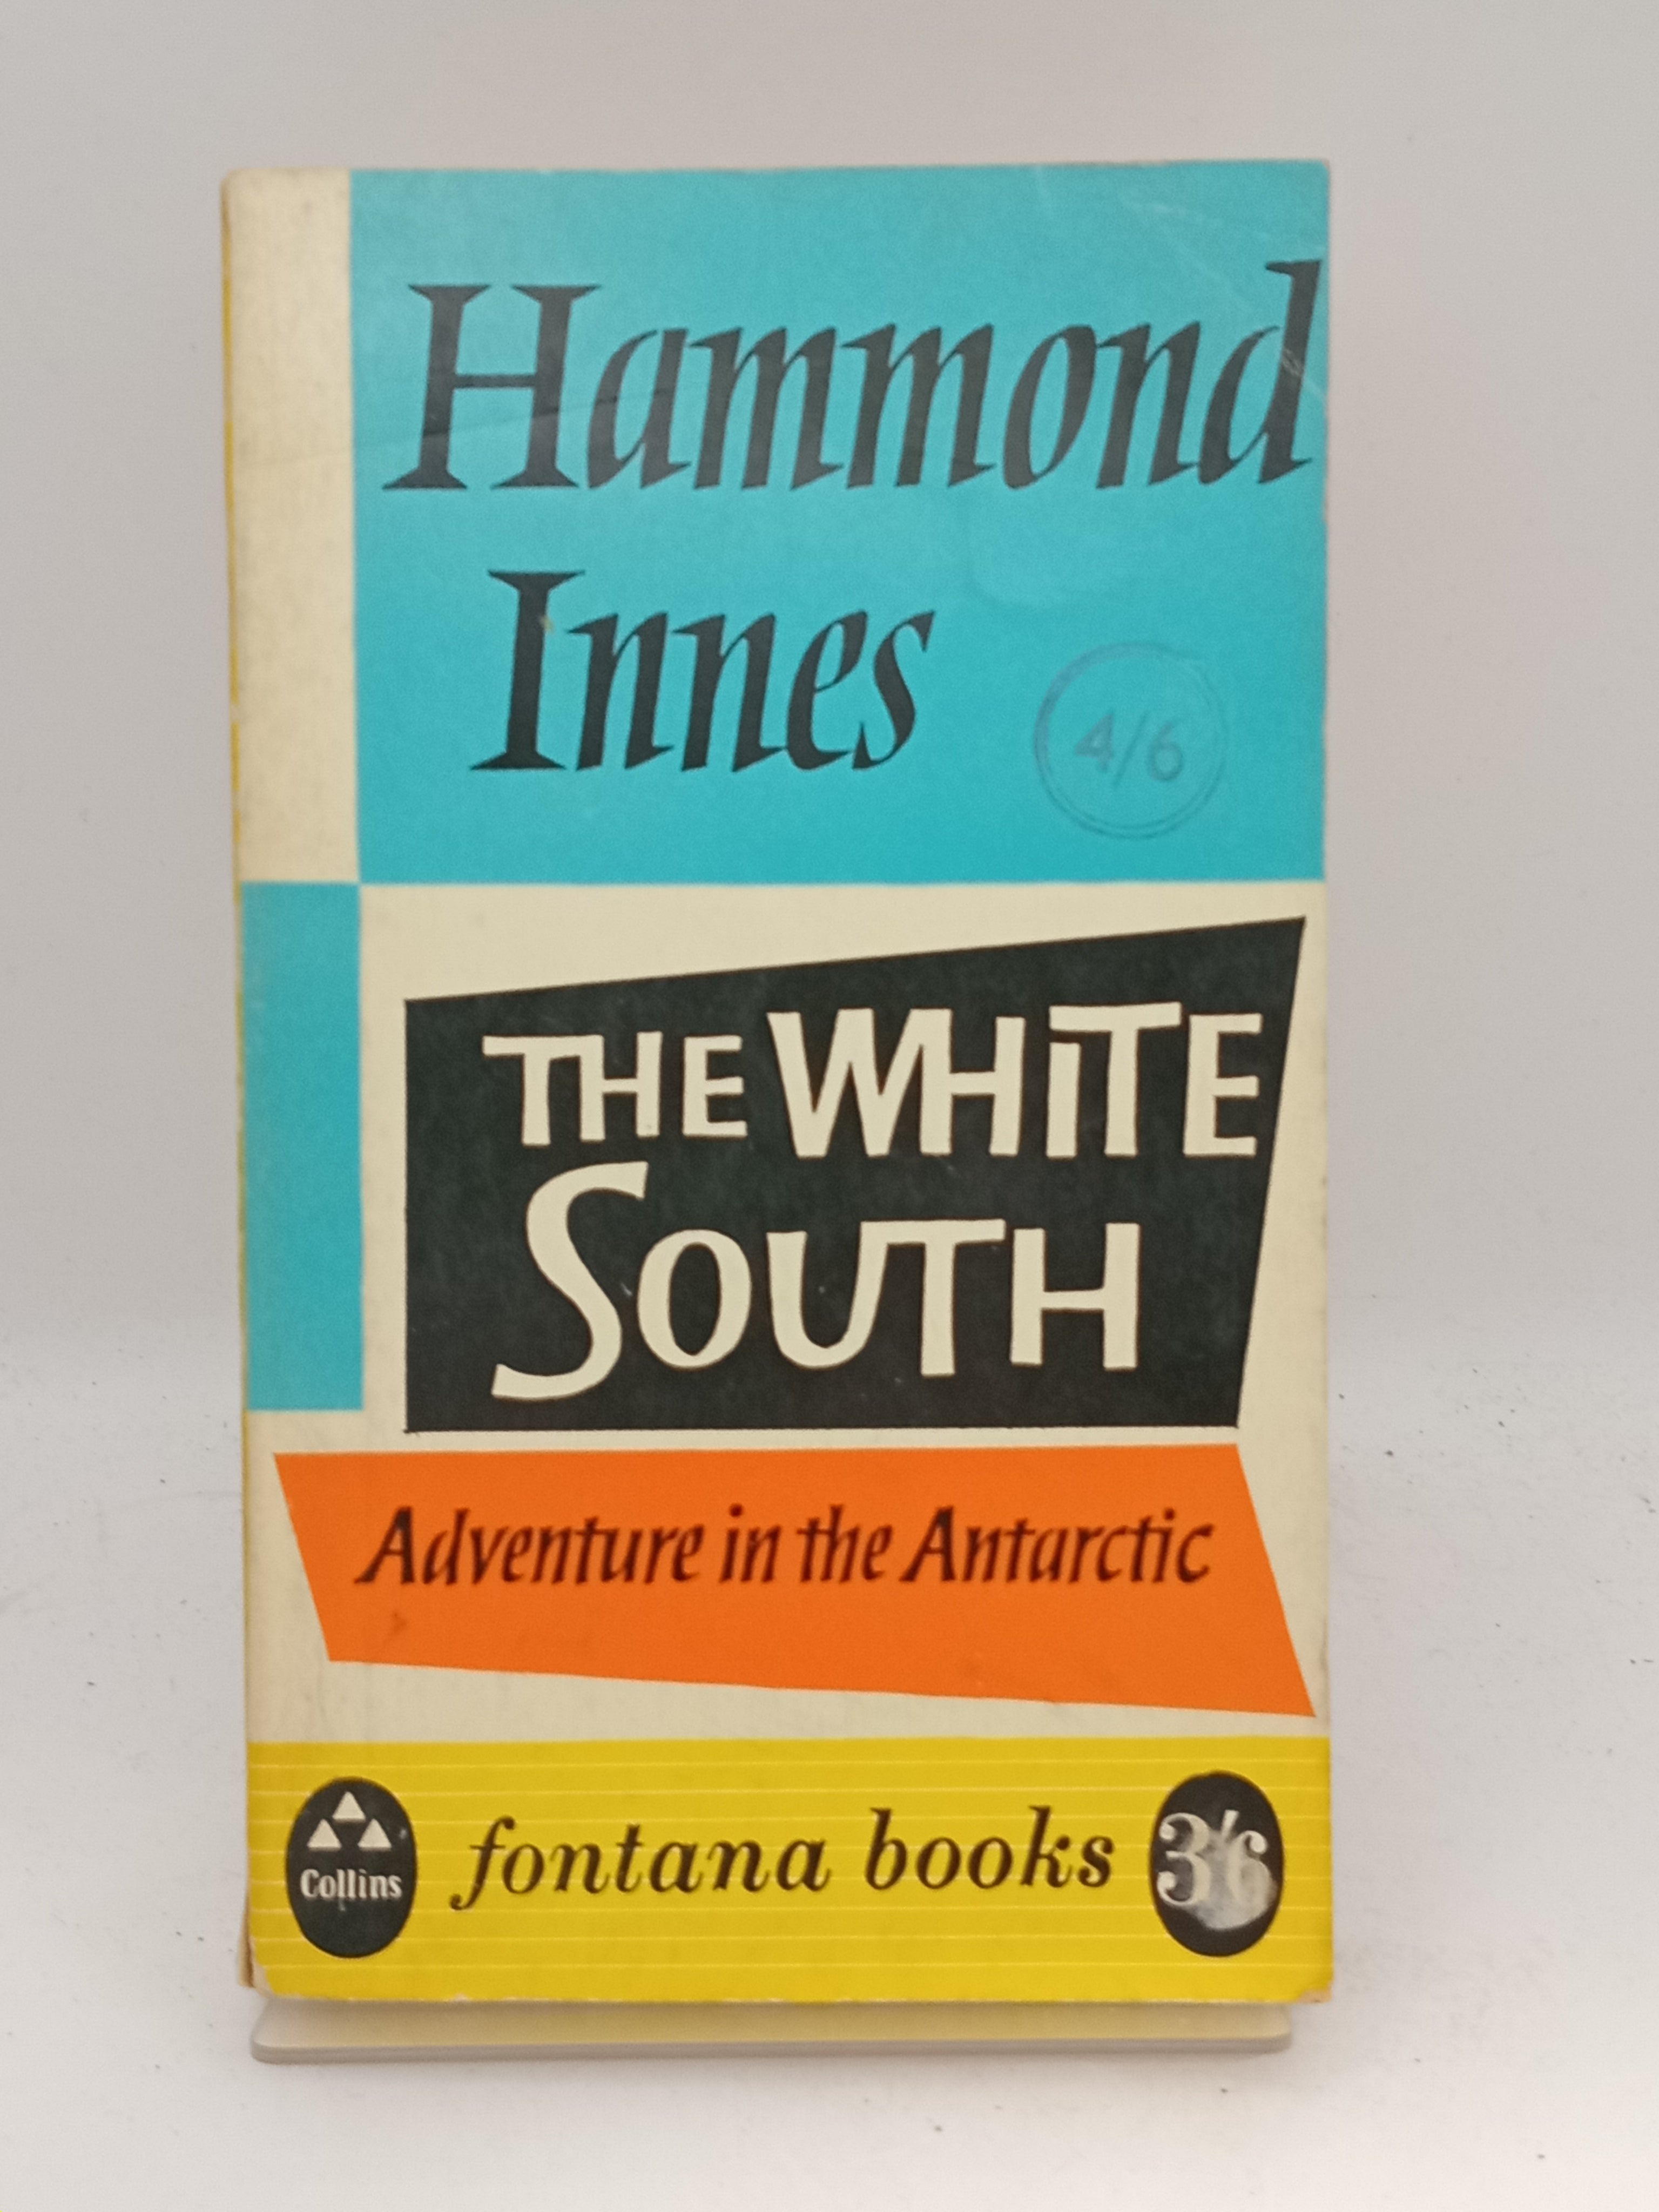 Hammond
Innes
4/6
THE WHITE
SOUTH
Adventure in the Antarctic
Collins
fontana books
3'6